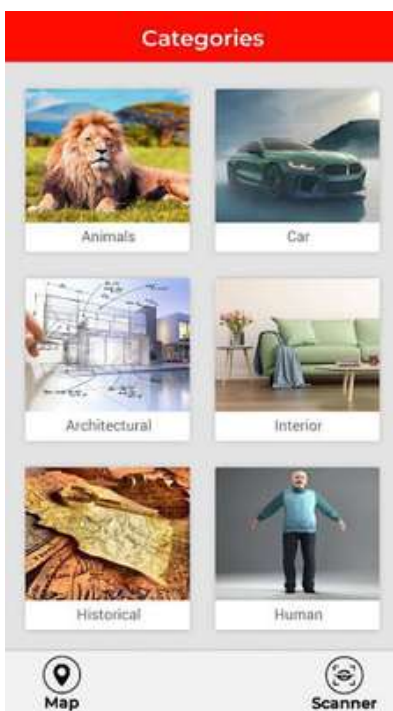 Categories
Animals
Car
Architectural
Interior
Historical
Human
Map
Scanner